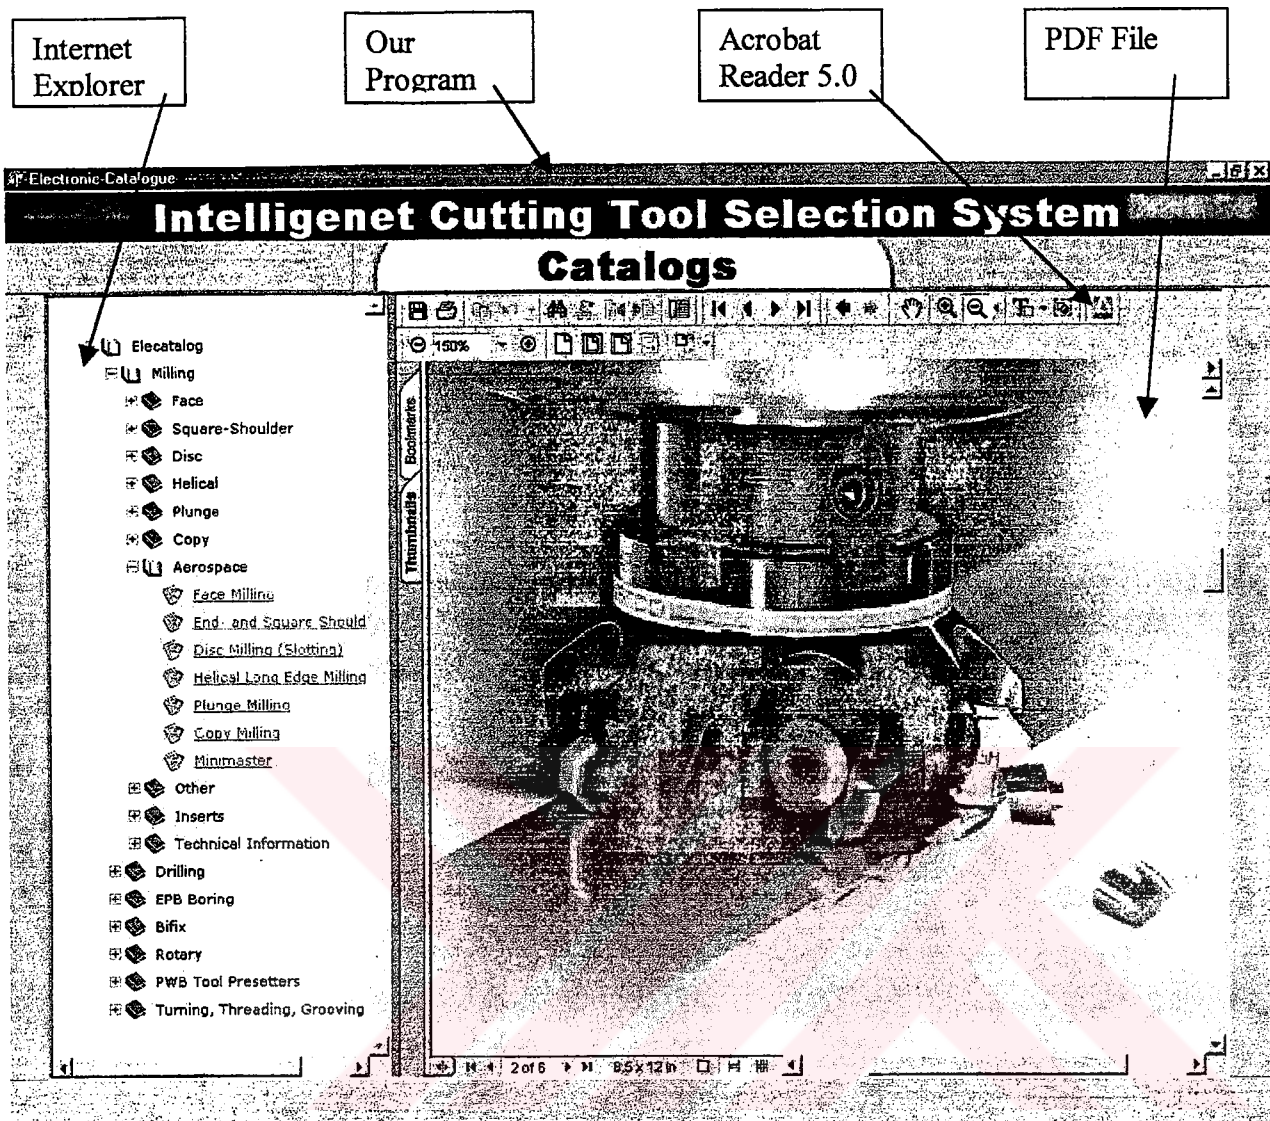 Internet
Explorer
Our
Program
Acrobat
Reader 5.0
PDF File
Electronic-Catalogue
Intelligenet Cutting Tool Selection System
Catalogs
150%
Bookmarks
Thumbnails
Elecatalog
Milling
Face
Square-Shoulder
Disc
Helical
Plunge
Copy
Aerospace
Face Milling
End- and Square Should
Disc Milling (Slotting)
Helical Long Edge Milling
Plunge Milling
Copy Milling
Minimaster
Other
Inserts
Technical Information
Drilling
EPB Boring
Bifix
Rotary
PWB Tool Presetters
Turning, Threading, Grooving
2 of 6
8,5 x 12 in